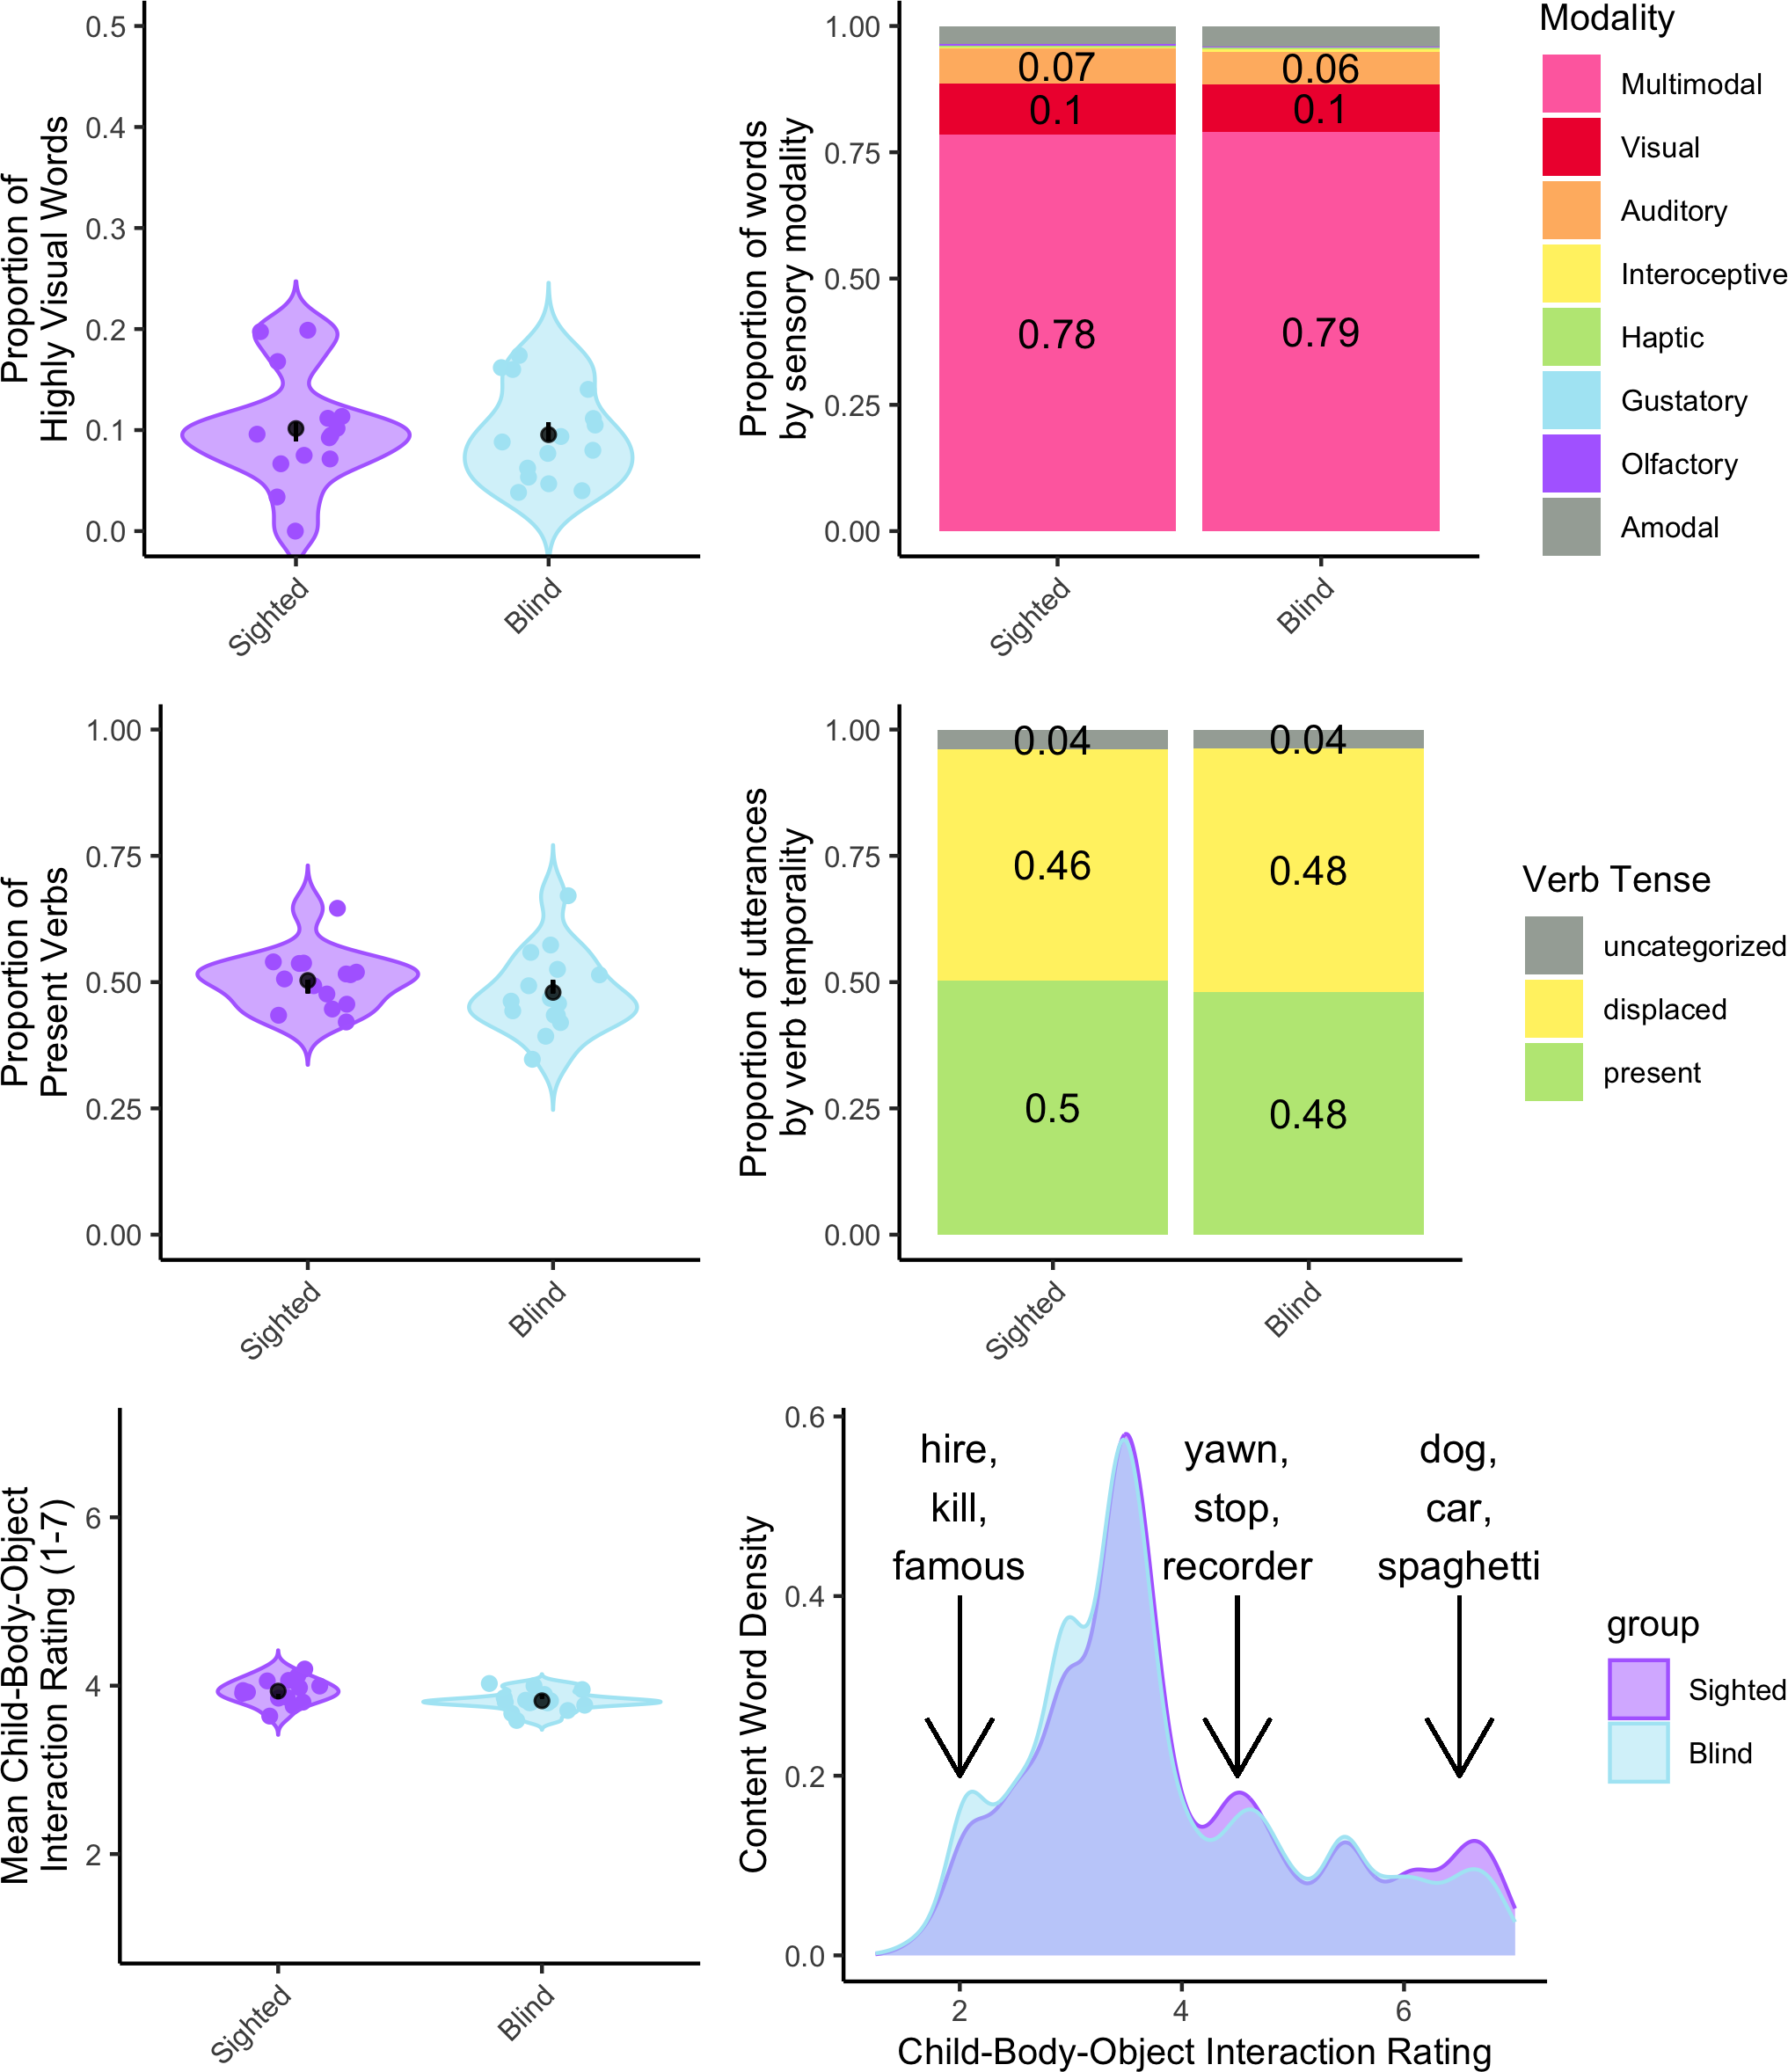 Proportion of
Highly Visual Words
0.5
0.4
0.3
0.2
0.1
0.0
Sighted
Blind
Proportion of words
by sensory modality
1.00
0.75
0.50
0.25
0.00
0.07
0.06
0.1
0.1
0.78
0.79
Sighted
Blind
Modality
Multimodal
Visual
Auditory
Interoceptive
Haptic
Gustatory
Olfactory
Amodal
Proportion of
Present Verbs
1.00
0.75
0.50
0.25
0.00
Sighted
Blind
Proportion of utterances
by verb temporality
1.00
0.75
0.50
0.25
0.00
0.04
0.04
0.46
0.48
0.5
0.48
Sighted
Blind
Verb Tense
uncategorized
displaced
present
Mean Child-Body-Object
Interaction Rating (1-7)
6
4
2
Sighted
Blind
Content Word Density
0.6
0.4
0.2
0.0
hire,
kill,
famous
yawn,
stop,
recorder
dog,
car,
spaghetti
2
4
6
Child-Body-Object Interaction Rating
group
Sighted
Blind